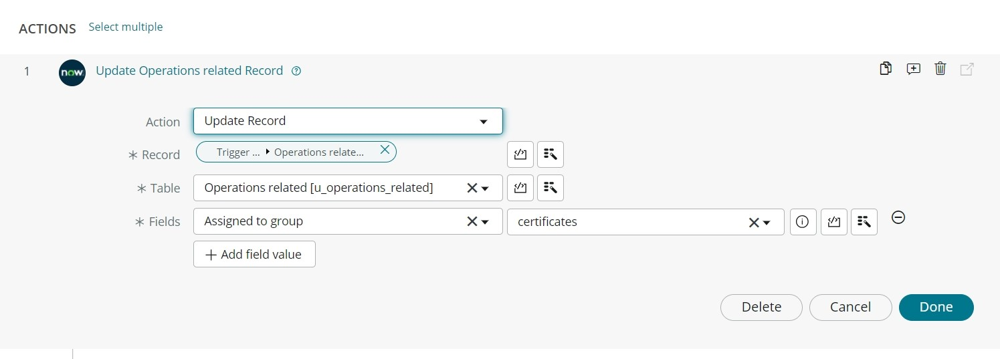 ACTIONS Select multiple
1 now Update Operations related Record ?
Action Update Record
* Record Trigger ... Operations relate...
* Table Operations related [u_operations_related]
* Fields Assigned to group certificates
+ Add field value
Delete Cancel Done